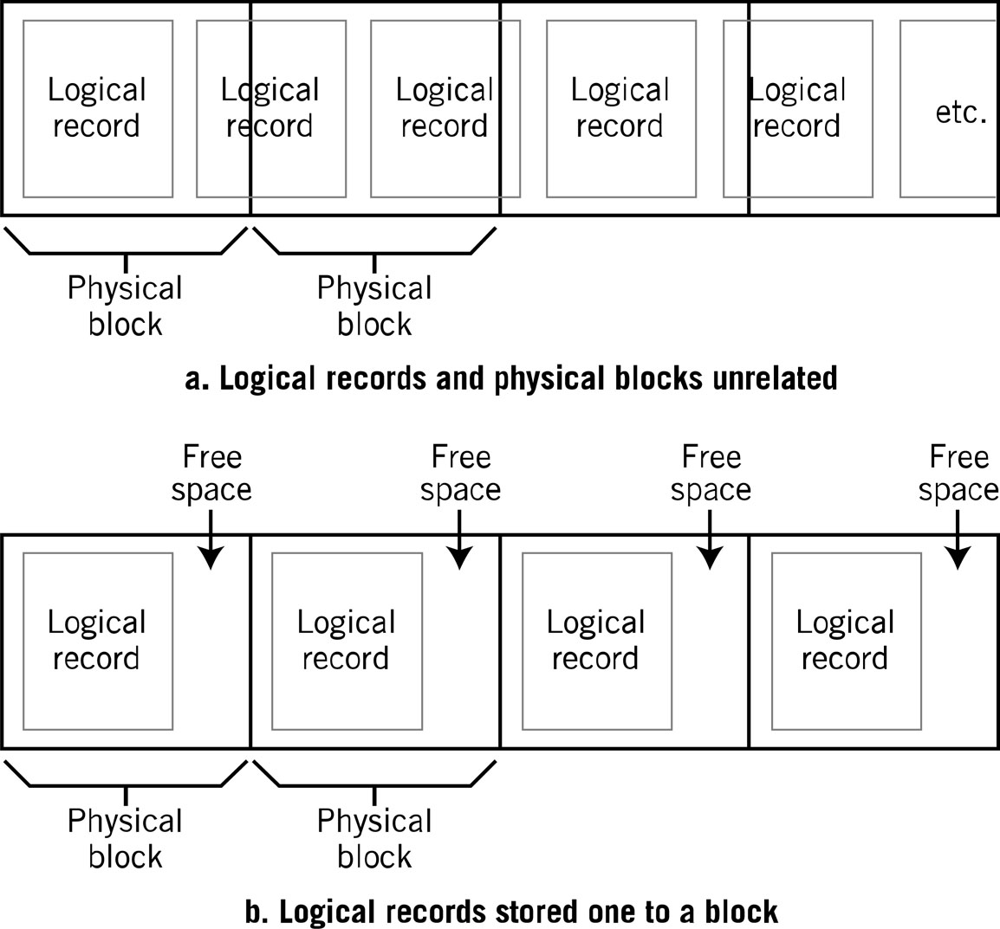 Logical
record
Logical
record
Logical
record
Logical
record
Logical
record
etc.
Physical
block
Physical
block
a. Logical records and physical blocks unrelated
Free
space
Free
space
Free
space
Free
space
Logical
record
Logical
record
Logical
record
Logical
record
Physical
block
Physical
block
b. Logical records stored one to a block